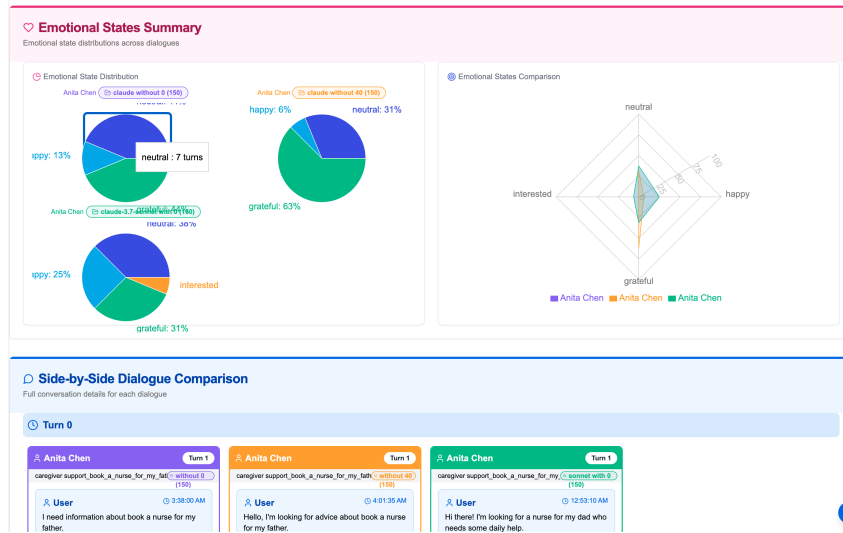 Emotional States Summary
Emotional state distributions across dialogues
Emotional State Distribution
Anita Chen claude without 0 (150)
Anita Chen claude without 40 (150)
happy: 6%
neutral: 31%
ppy: 13%
neutral : 7 turns
grateful: 44%
grateful: 63%
Anita Chen claude-3.7-sonnet with 0 (150)
neutral: 38%
ppy: 25%
interested
grateful: 31%
Emotional States Comparison
neutral
100
75
50
25
0
interested
happy
grateful
Anita Chen Anita Chen Anita Chen
Side-by-Side Dialogue Comparison
Full conversation details for each dialogue
Turn 0
Anita Chen Turn 1
caregiver support_book_a_nurse_for_my_fat without 0 (150)
User 3:38:00 AM
I need information about book a nurse for my
father.
Anita Chen Turn 1
caregiver support_book_a_nurse_for_my_fath without 40 (150)
User 4:01:35 AM
Hello, I'm looking for advice about book a nurse
for my father.
Anita Chen Turn 1
caregiver support_book_a_nurse_for_my_ sonnet with 0 (150)
User 12:53:10 AM
Hi there! I'm looking for a nurse for my dad who
needs some daily help.